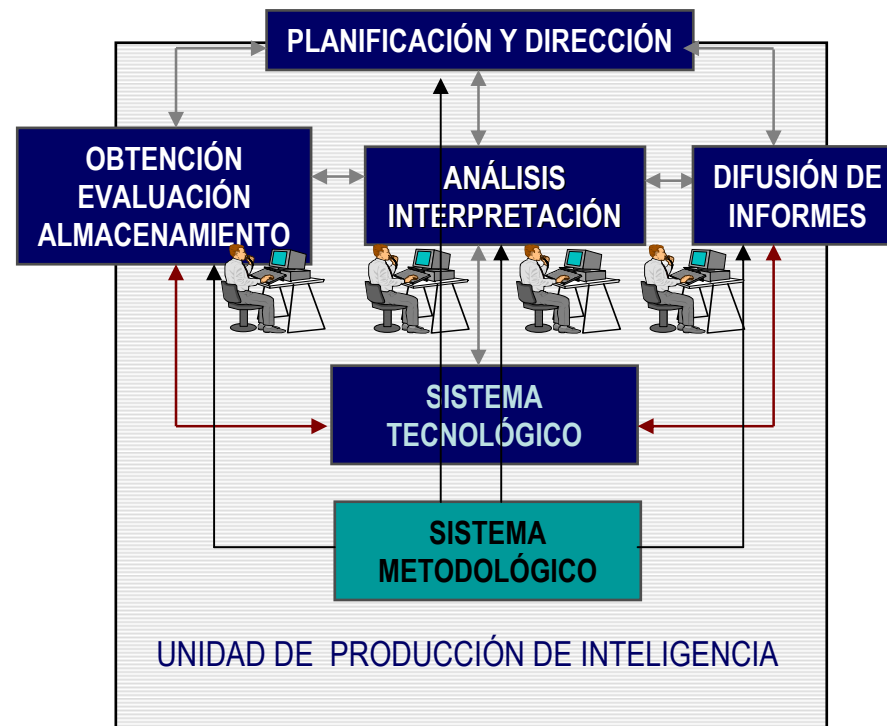 PLANIFICACIÓN Y DIRECCIÓN
OBTENCIÓN
EVALUACIÓN
ALMACENAMIENTO
ANÁLISIS
INTERPRETACIÓN
DIFUSIÓN DE
INFORMES
SISTEMA
TECNOLÓGICO
SISTEMA
METODOLÓGICO
UNIDAD DE PRODUCCIÓN DE INTELIGENCIA